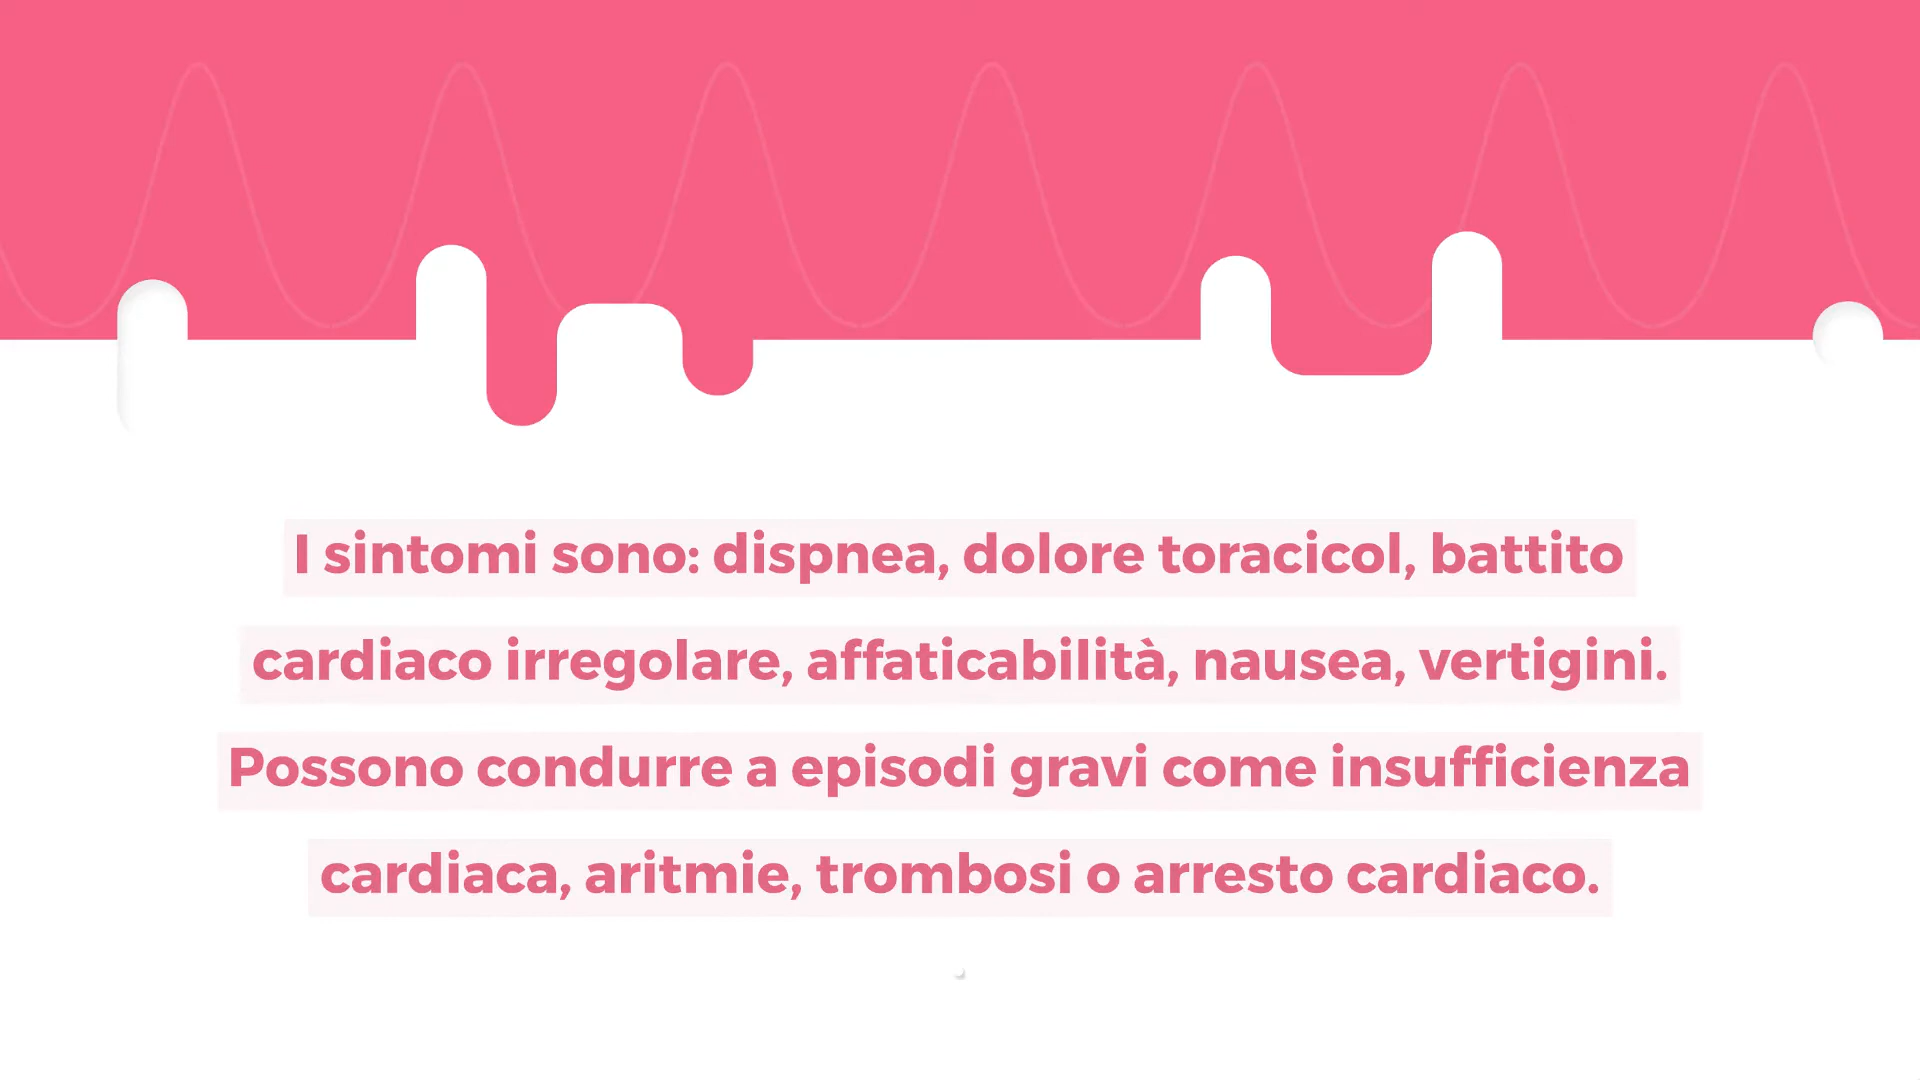 I sintomi sono: dispnea, dolore toracicol, battito
cardiaco irregolare, affaticabilità, nausea, vertigini.
Possono condurre a episodi gravi come insufficienza
cardiaca, aritmie, trombosi o arresto cardiaco.